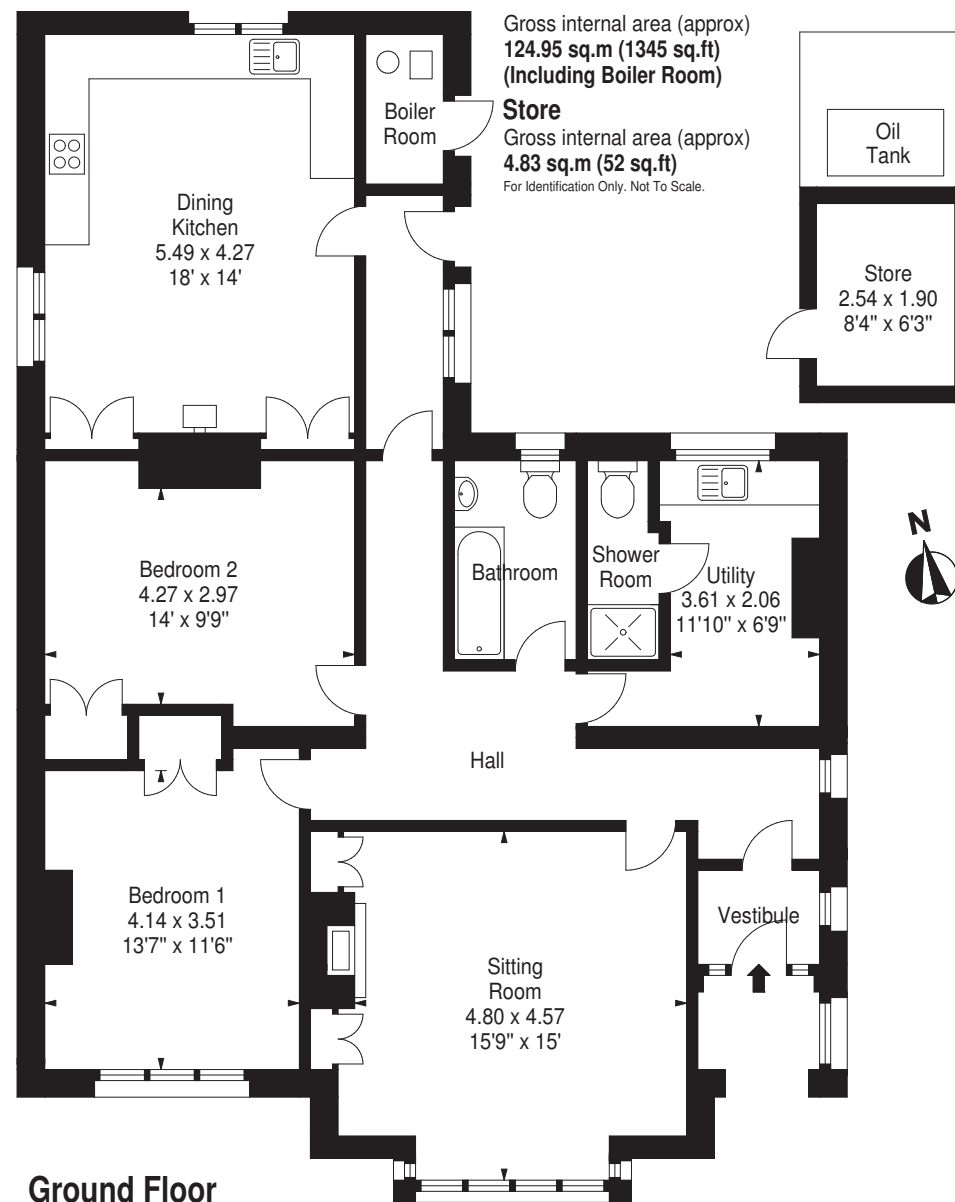 Gross internal area (approx)
124.95 sq.m (1345 sq.ft)
(Including Boiler Room)
Store
Gross internal area (approx)
4.83 sq.m (52 sq.ft)
For Identification Only. Not To Scale.
Boiler
Room
Oil
Tank
Dining
Kitchen
5.49 x 4.27
18' x 14'
Store
2.54 x 1.90
8'4" x 6'3"
N
Bedroom 2
4.27 x 2.97
14' x 9'9"
Bathroom
Shower
Room
Utility
3.61 x 2.06
11'10" x 6'9"
Hall
Bedroom 1
4.14 x 3.51
13'7" x 11'6"
Vestibule
Sitting
Room
4.80 x 4.57
15'9" x 15'
Ground Floor